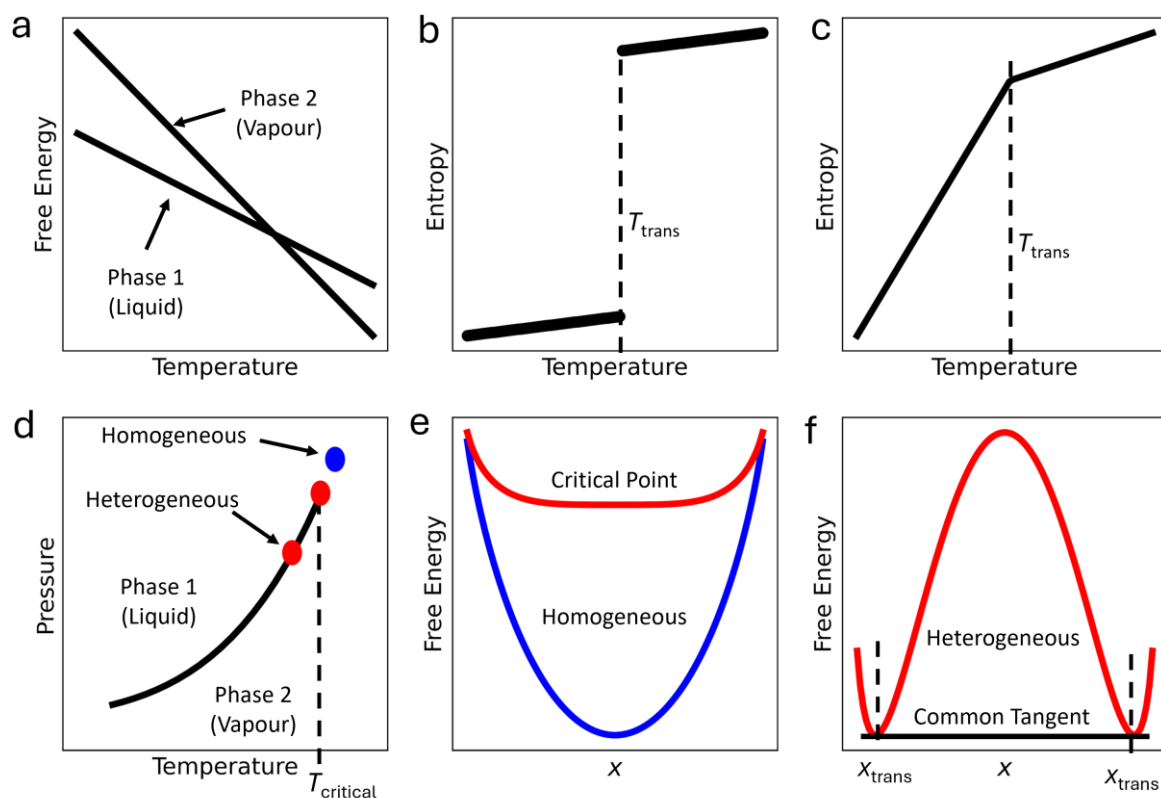 a
Free Energy
Phase 2
(Vapour)
Phase 1
(Liquid)
Temperature
b
Entropy
T_trans
Temperature
c
Entropy
T_trans
Temperature
d
Pressure
Homogeneous
Heterogeneous
Phase 1
(Liquid)
Phase 2
(Vapour)
Temperature
T_critical
e
Free Energy
Critical Point
Homogeneous
x
f
Free Energy
Heterogeneous
Common Tangent
x_trans x x_trans